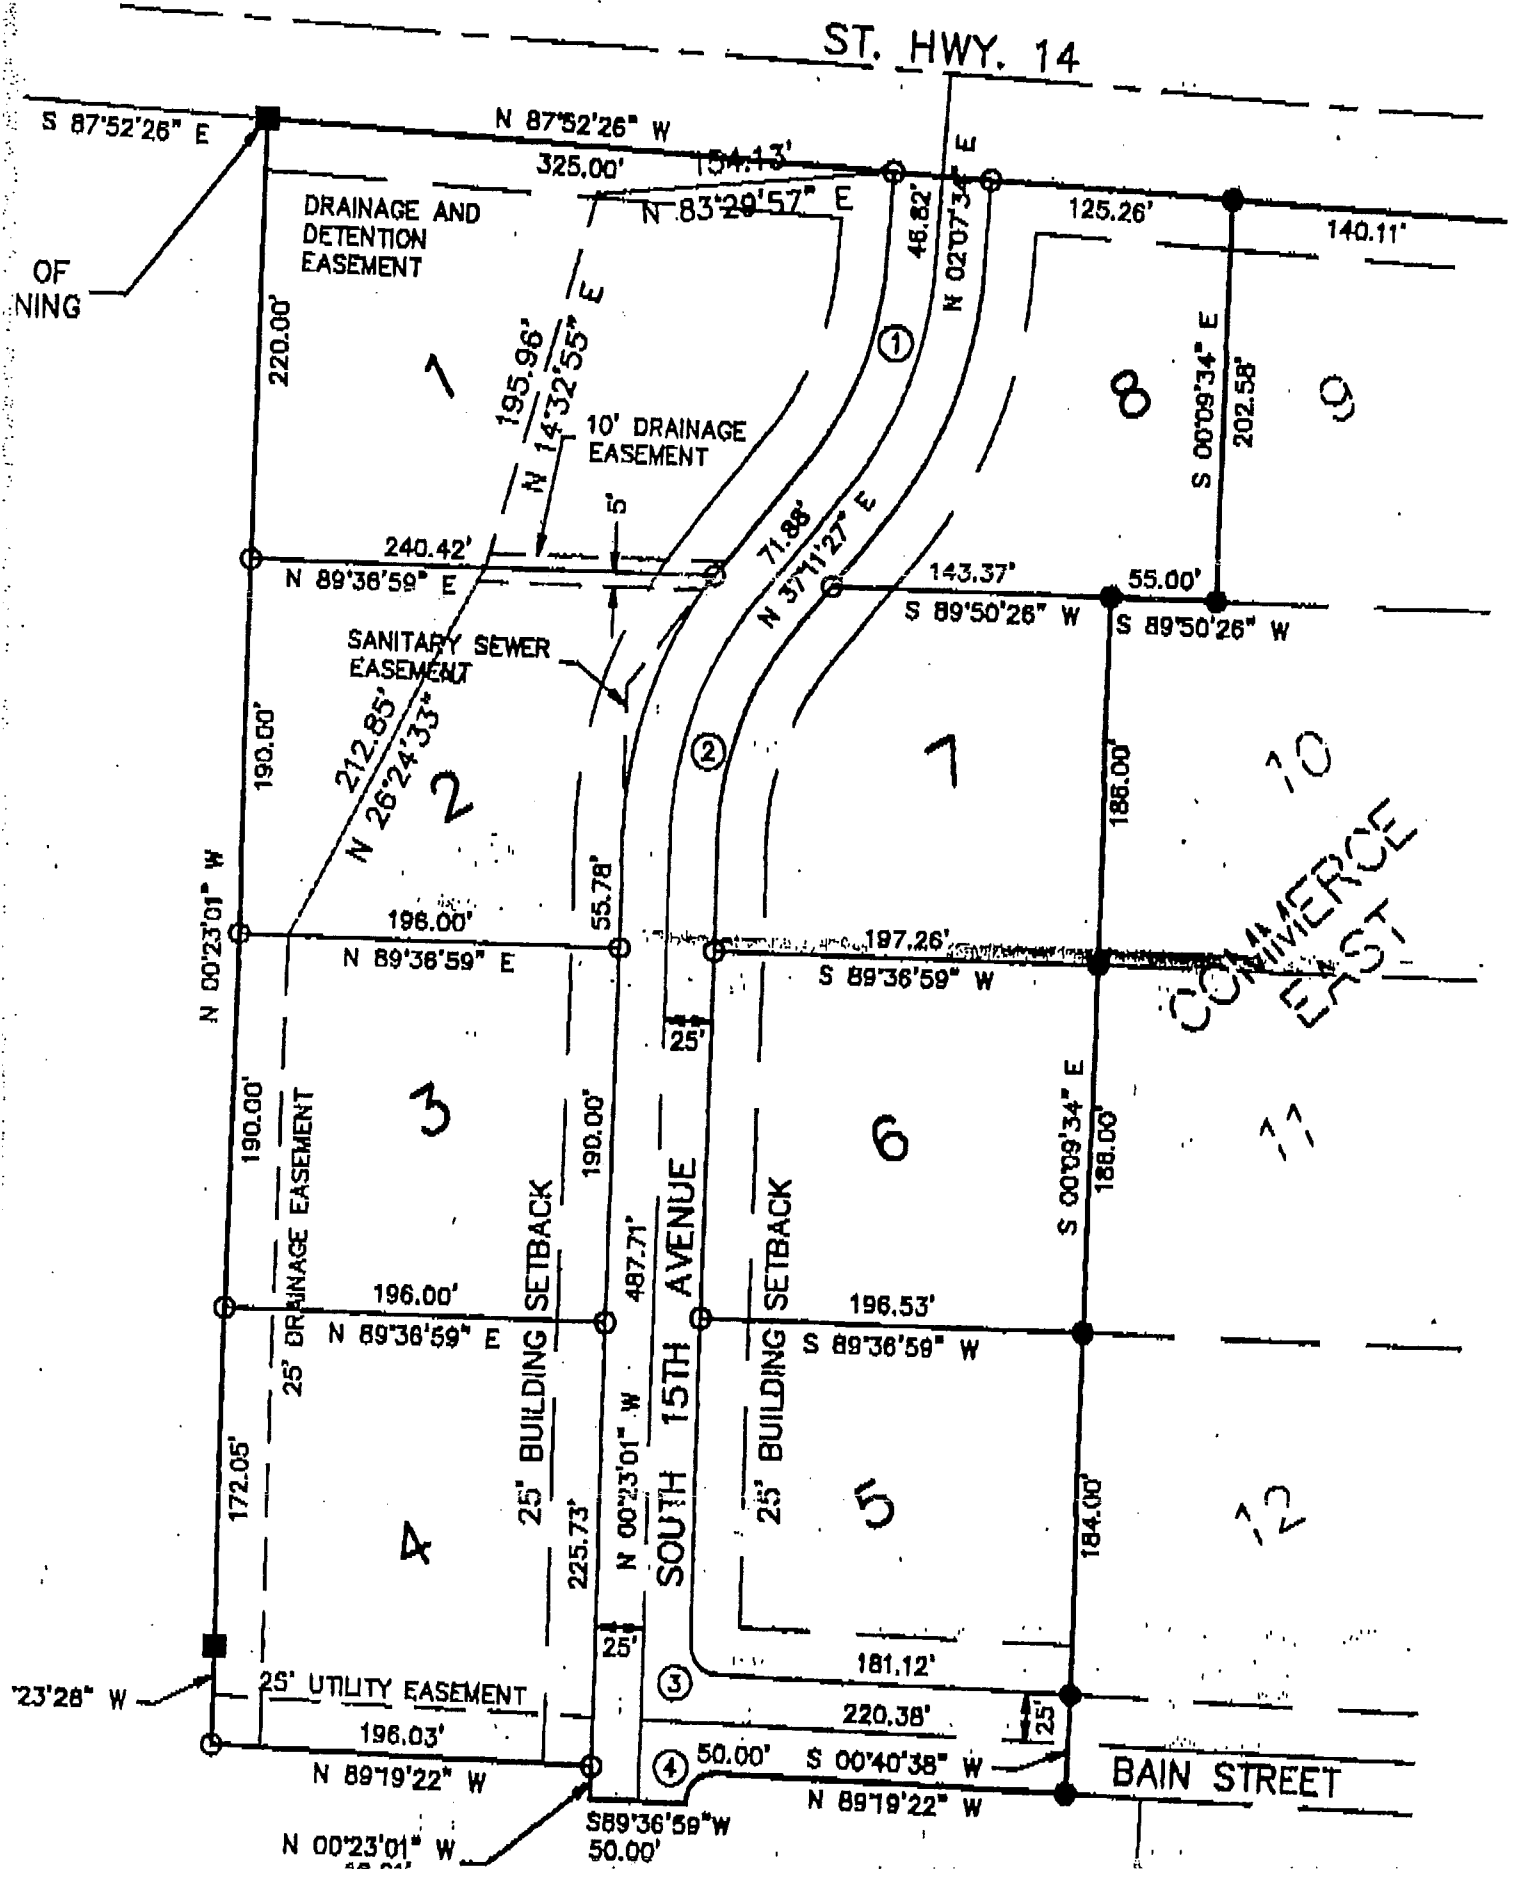 ST. HWY. 14
S 87°52'26" E
N 87°52'26" W
325.00'
154.13'
N 83°29'57" E
DRAINAGE AND
DETENTION
EASEMENT
OF
NING
220.00'
1
195.96'
N 14°32'55" E
10' DRAINAGE
EASEMENT
5'
46.82'
N 02°07'34" E
1
125.26'
140.11'
8
9
S 00°09'34" E
202.58'
240.42'
N 89°36'59" E
71.88'
N 37°11'27" E
143.37'
S 89°50'26" W
55.00'
S 89°50'26" W
SANITARY SEWER
EASEMENT
212.85'
N 26°24'33"
190.00'
2
2
7
188.00'
10
COMMERCE
EAST
N 00°23'01" W
196.00'
N 89°36'59" E
55.78'
197.26'
S 89°36'59" W
25'
190.00'
3
25' DRAINAGE EASEMENT
190.00'
6
S 00°09'34" E
188.00'
11
25' BUILDING SETBACK
487.71'
N 00°23'01" W
SOUTH 15TH AVENUE
25' BUILDING SETBACK
196.00'
N 89°36'59" E
196.53'
S 89°36'59" W
172.05'
4
225.73'
5
184.00'
12
25'
25' UTILITY EASEMENT
3
181.12'
°23'28" W
220.38'
25'
196.03'
N 89°19'22" W
4
50.00'
S 00°40'38" W
N 89°19'22" W
BAIN STREET
S89°36'59"W
50.00'
N 00°23'01" W